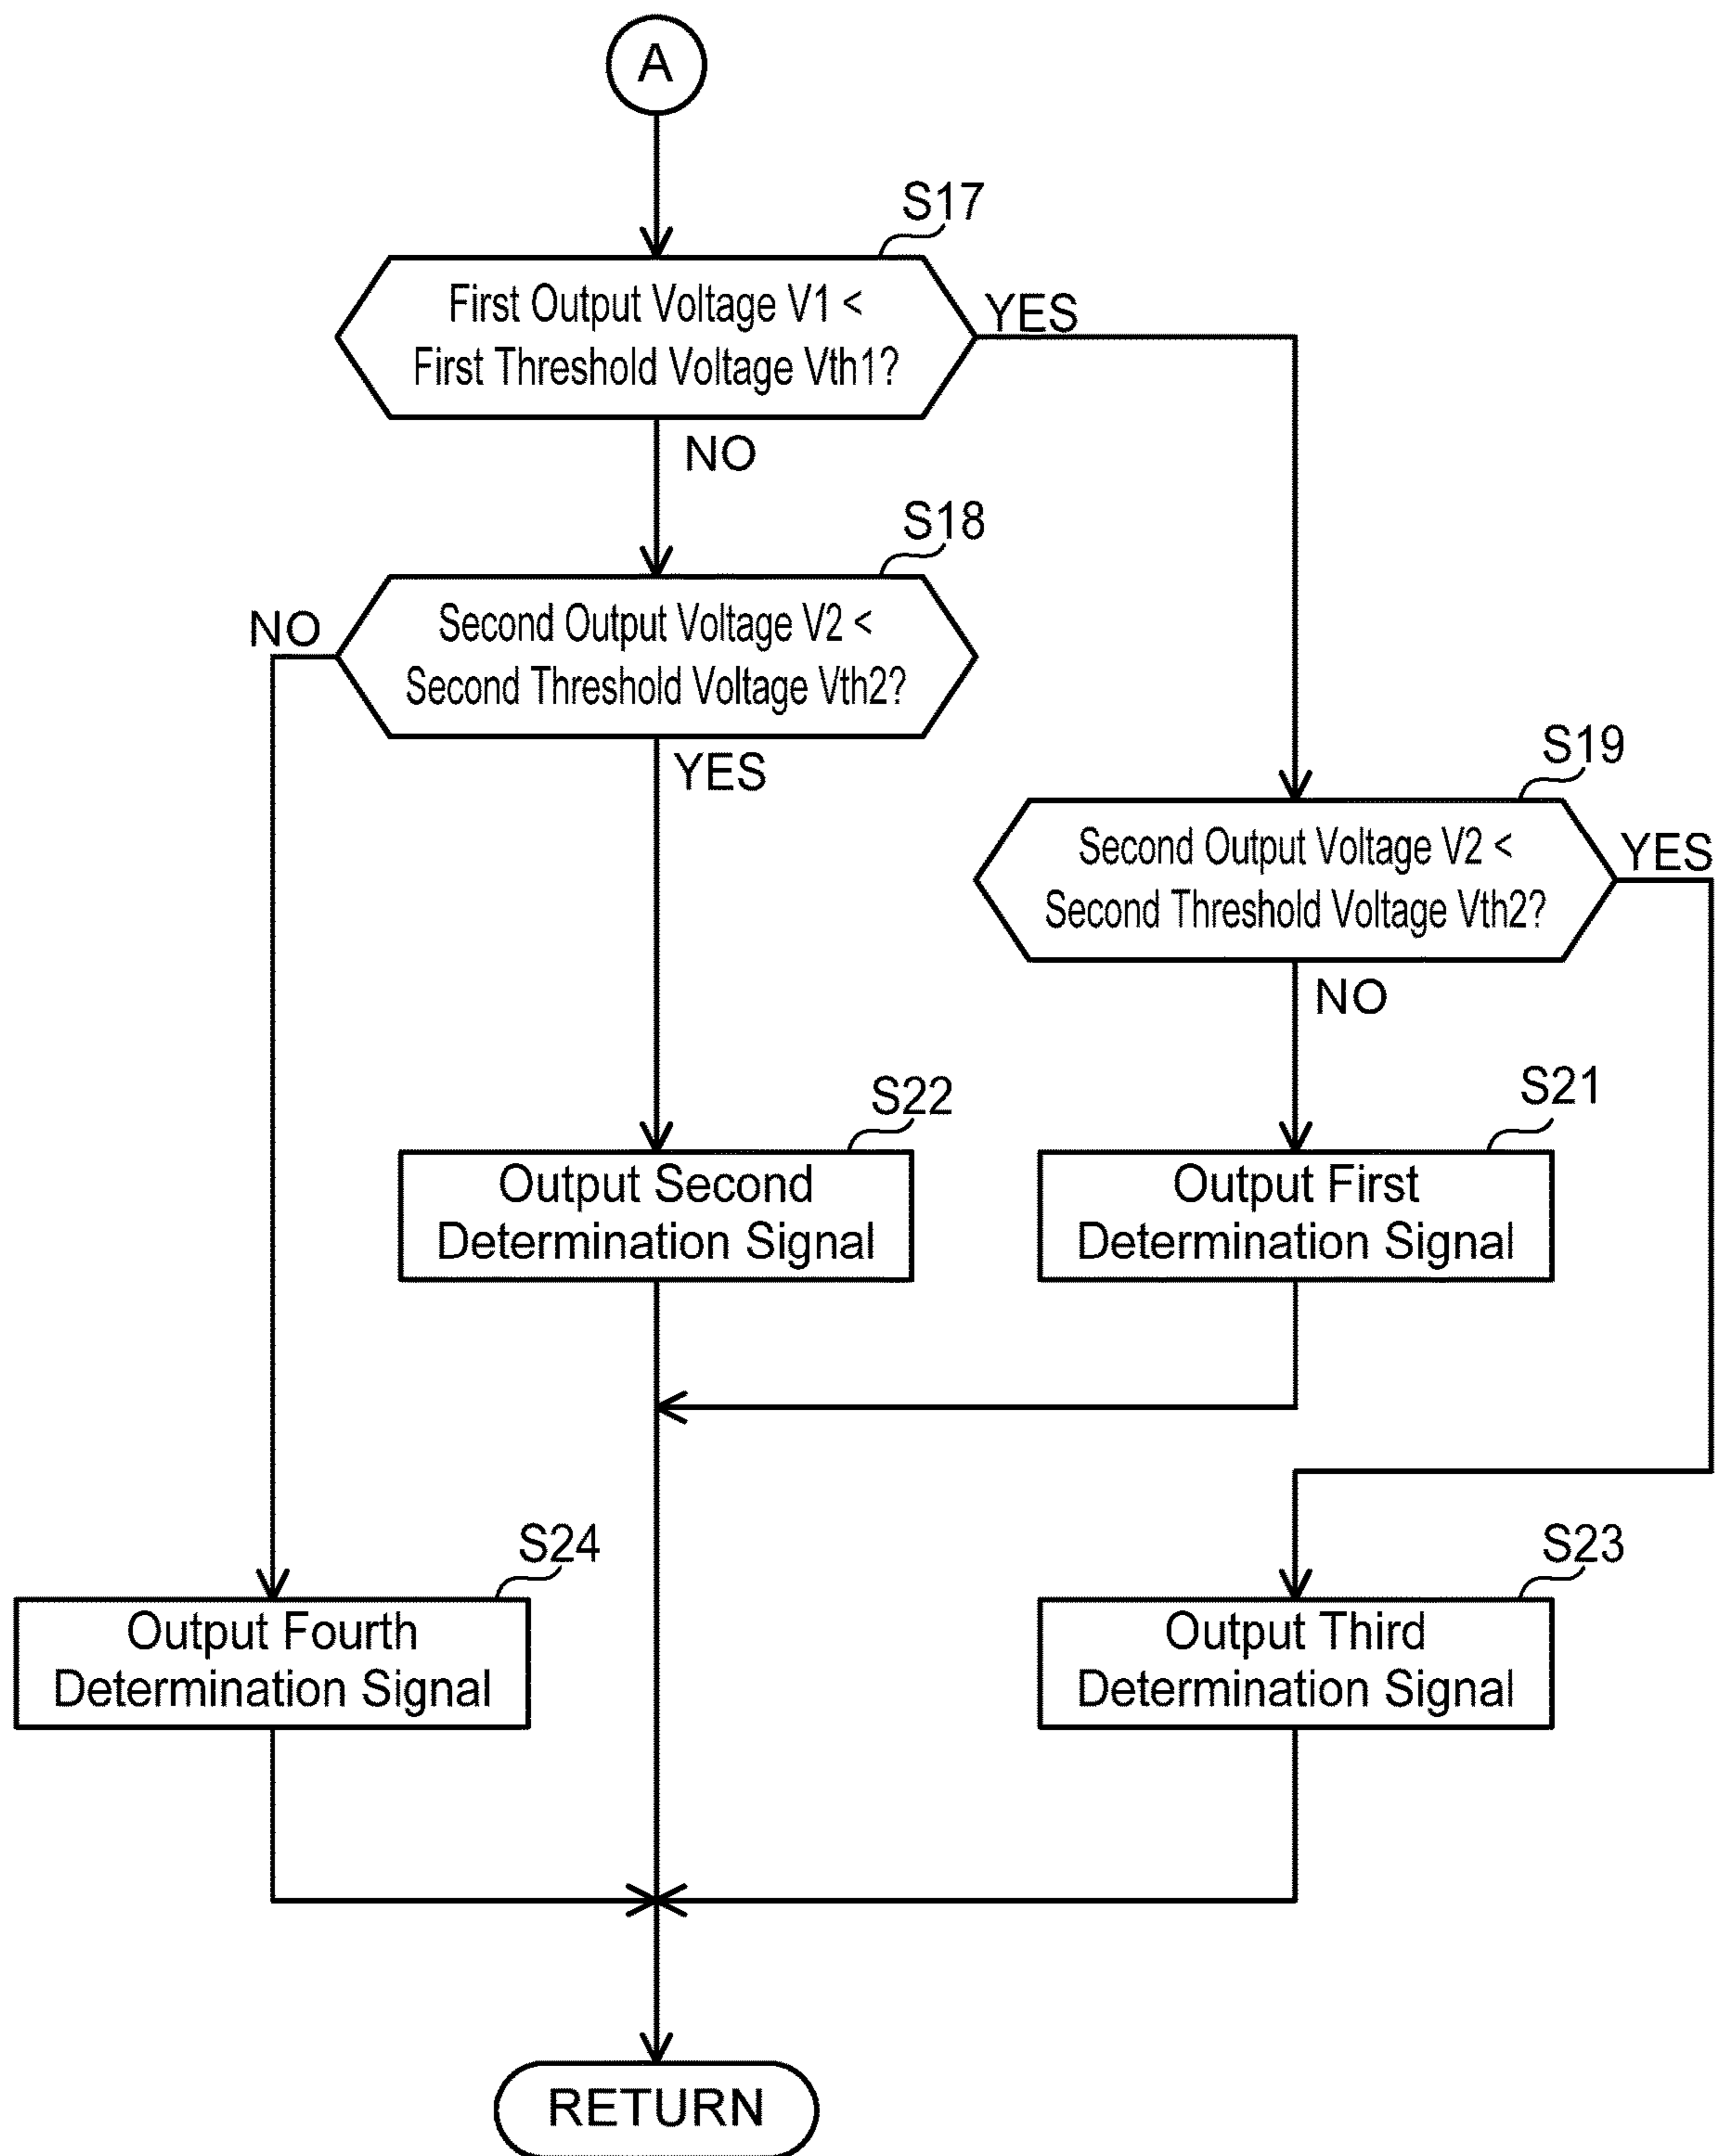 A
S17
First Output Voltage V1 <
First Threshold Voltage Vth1?
YES
NO
S18
NO
Second Output Voltage V2 <
Second Threshold Voltage Vth2?
YES
S19
Second Output Voltage V2 <
Second Threshold Voltage Vth2?
YES
NO
S22
Output Second
Determination Signal
S21
Output First
Determination Signal
S24
Output Fourth
Determination Signal
S23
Output Third
Determination Signal
RETURN